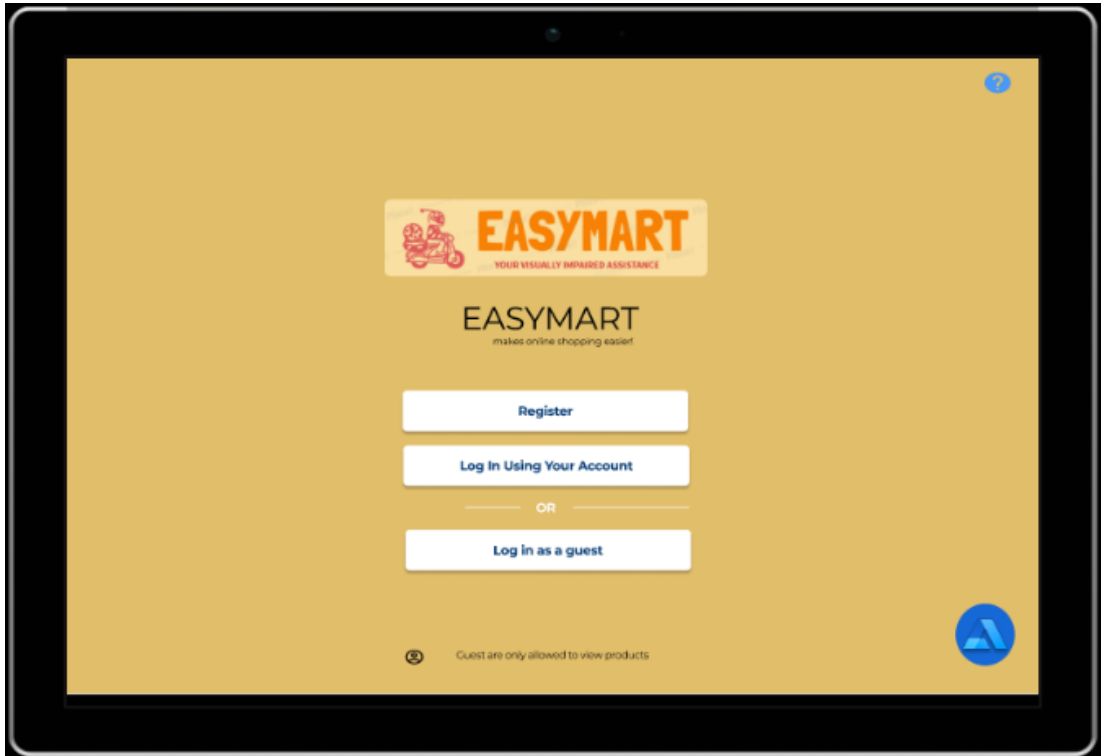 ?
EASYMART
YOUR VISUALLY IMPAIRED ASSISTANCE
EASYMART
makes online shopping easier!
Register
Log In Using Your Account
OR
Log in as a guest
Guest are only allowed to view products